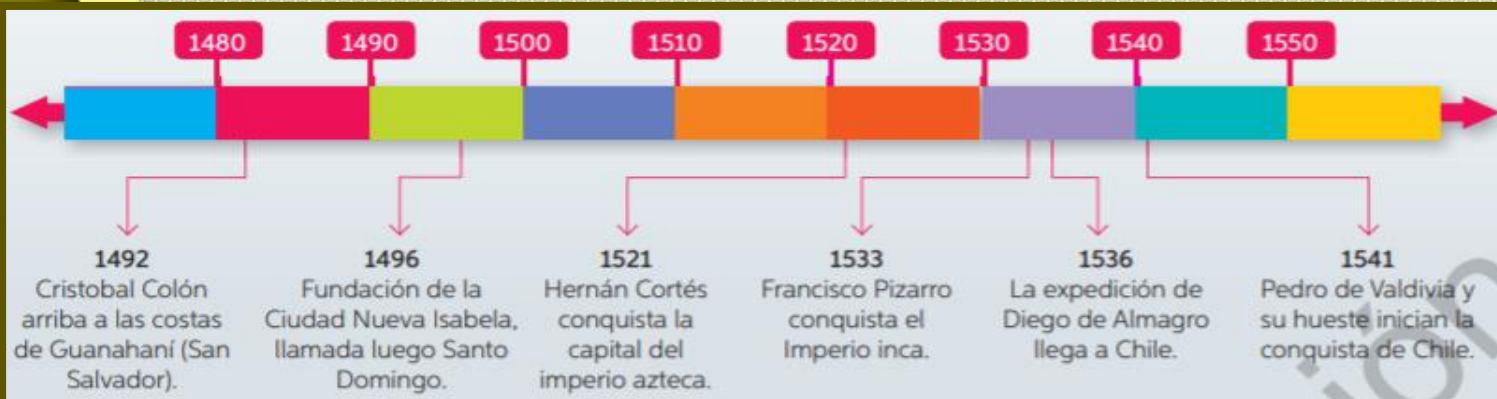 1480
1490
1500
1510
1520
1530
1540
1550
1492
Cristobal Colón
arriba a las costas
de Guanahaní (San
Salvador).
1496
Fundación de la
Ciudad Nueva Isabela,
llamada luego Santo
Domingo.
1521
Hernán Cortés
conquista la
capital del
imperio azteca.
1533
Francisco Pizarro
conquista el
Imperio inca.
1536
La expedición de
Diego de Almagro
llega a Chile.
1541
Pedro de Valdivia y
su hueste inician la
conquista de Chile.